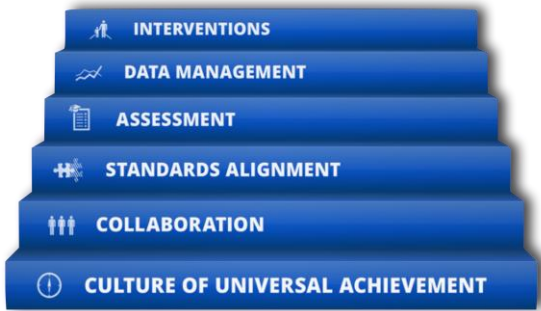 INTERVENTIONS
DATA MANAGEMENT
ASSESSMENT
STANDARDS ALIGNMENT
COLLABORATION
CULTURE OF UNIVERSAL ACHIEVEMENT